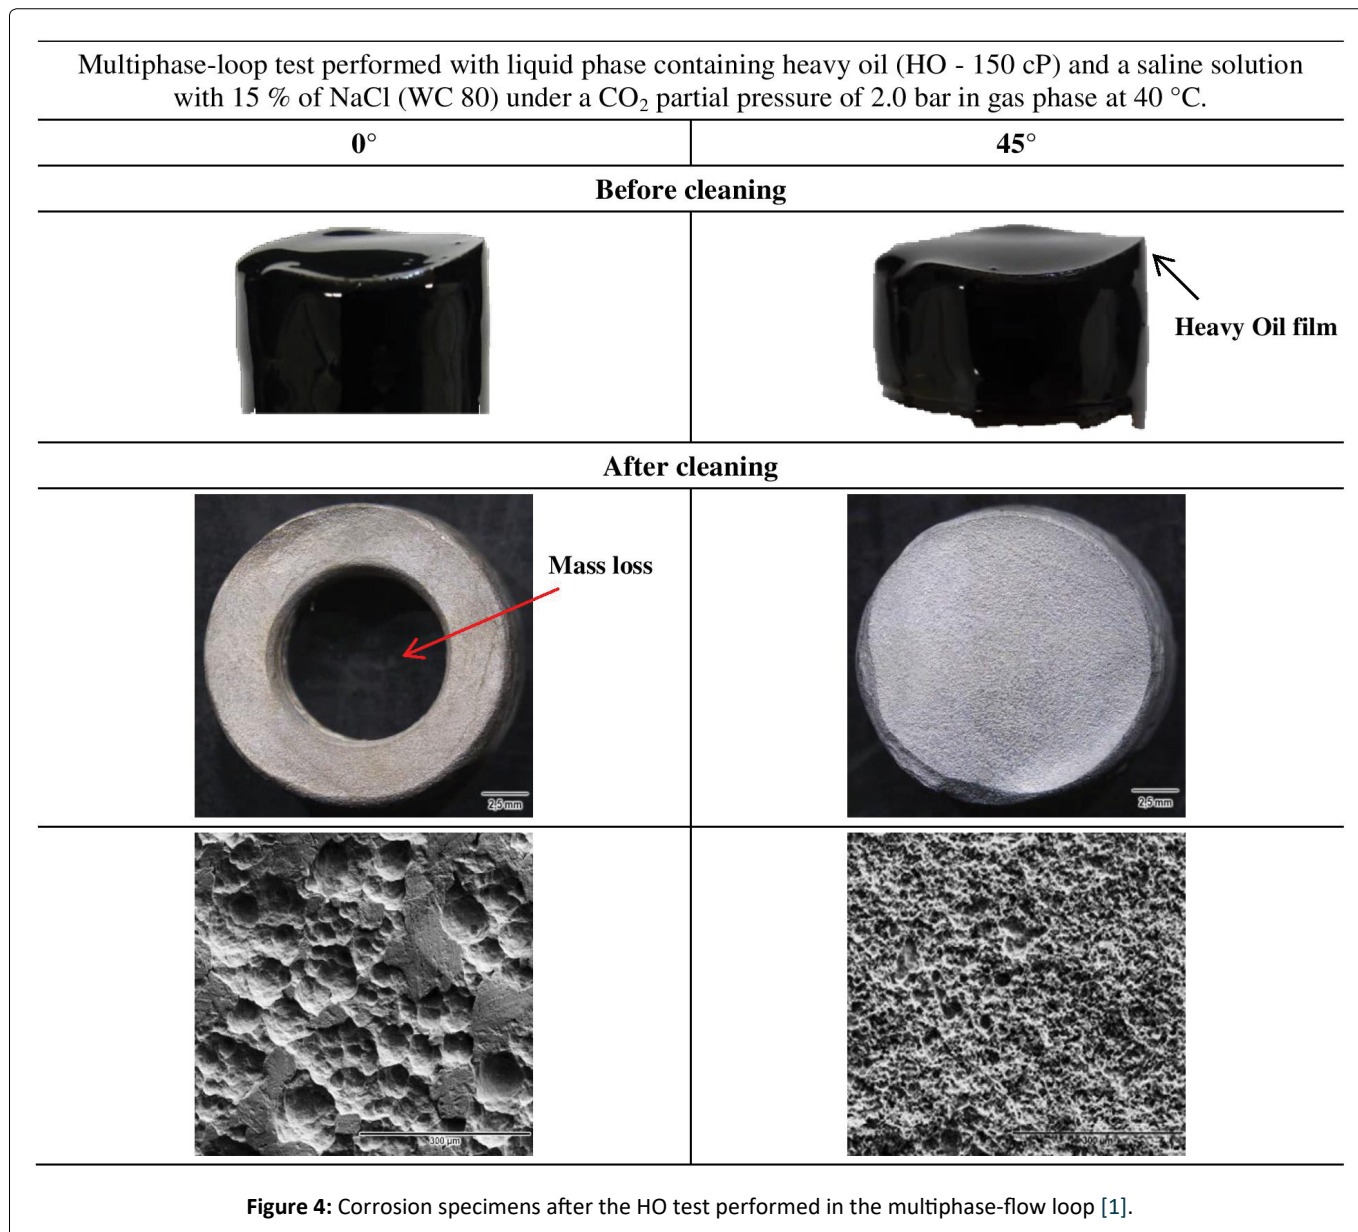 Multiphase-loop test performed with liquid phase containing heavy oil (HO - 150 cP) and a saline solution
with 15 % of NaCl (WC 80) under a CO₂ partial pressure of 2.0 bar in gas phase at 40 °C.
0°
45°
Before cleaning
Heavy Oil film
After cleaning
Mass loss
2,5 mm
2,5 mm
300 µm
300 µm
Figure 4: Corrosion specimens after the HO test performed in the multiphase-flow loop [1].